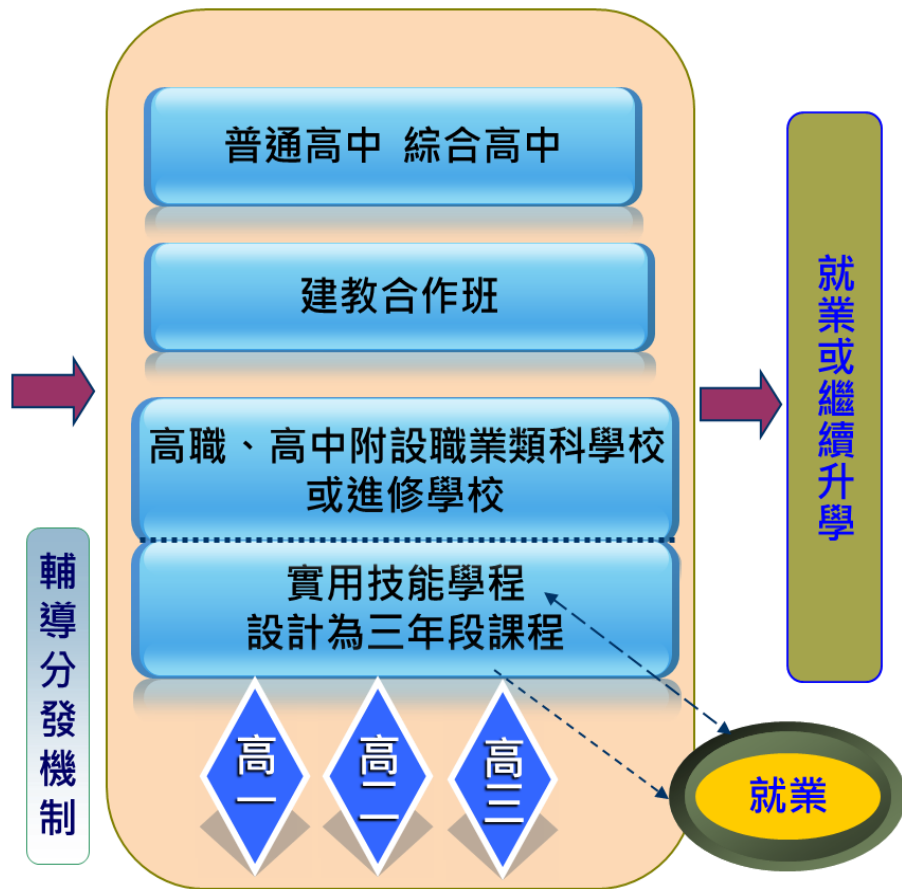 普通高中 綜合高中
建教合作班
高職、高中附設職業類科學校
或進修學校
實用技能學程
設計為三年段課程
高一
高二
高三
輔導分發機制
就業或繼續升學
就業